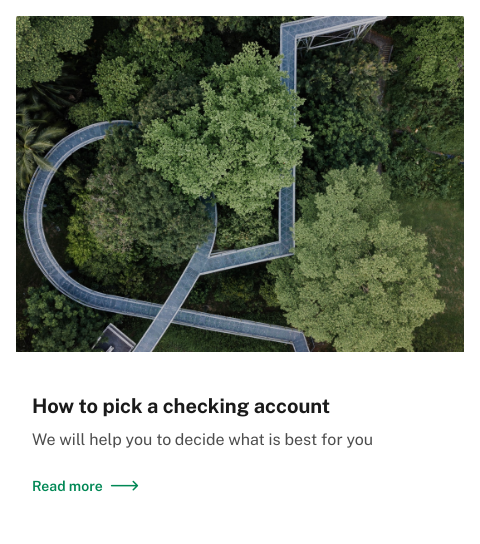 How to pick a checking account
We will help you to decide what is best for you
Read more